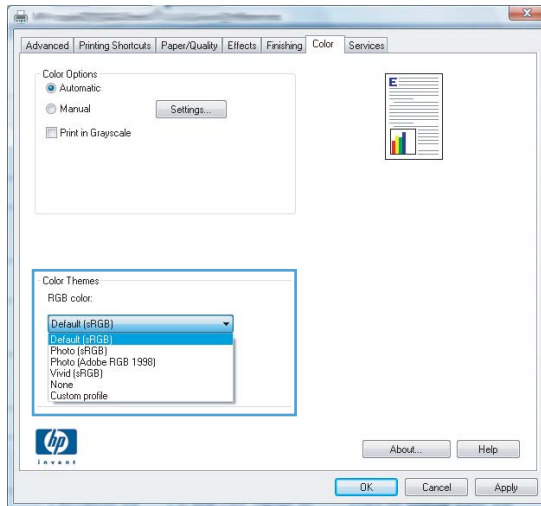 Advanced Printing Shortcuts Paper/Quality Effects Finishing Color Services
Color Options
Automatic
Manual Settings...
Print in Grayscale
E
Color Themes
RGB color:
Default (sRGB)
Default (sRGB)
Photo (sRGB)
Photo (Adobe RGB 1998)
Vivid (sRGB)
None
Custom profile
hp
invent
About... Help
OK Cancel Apply